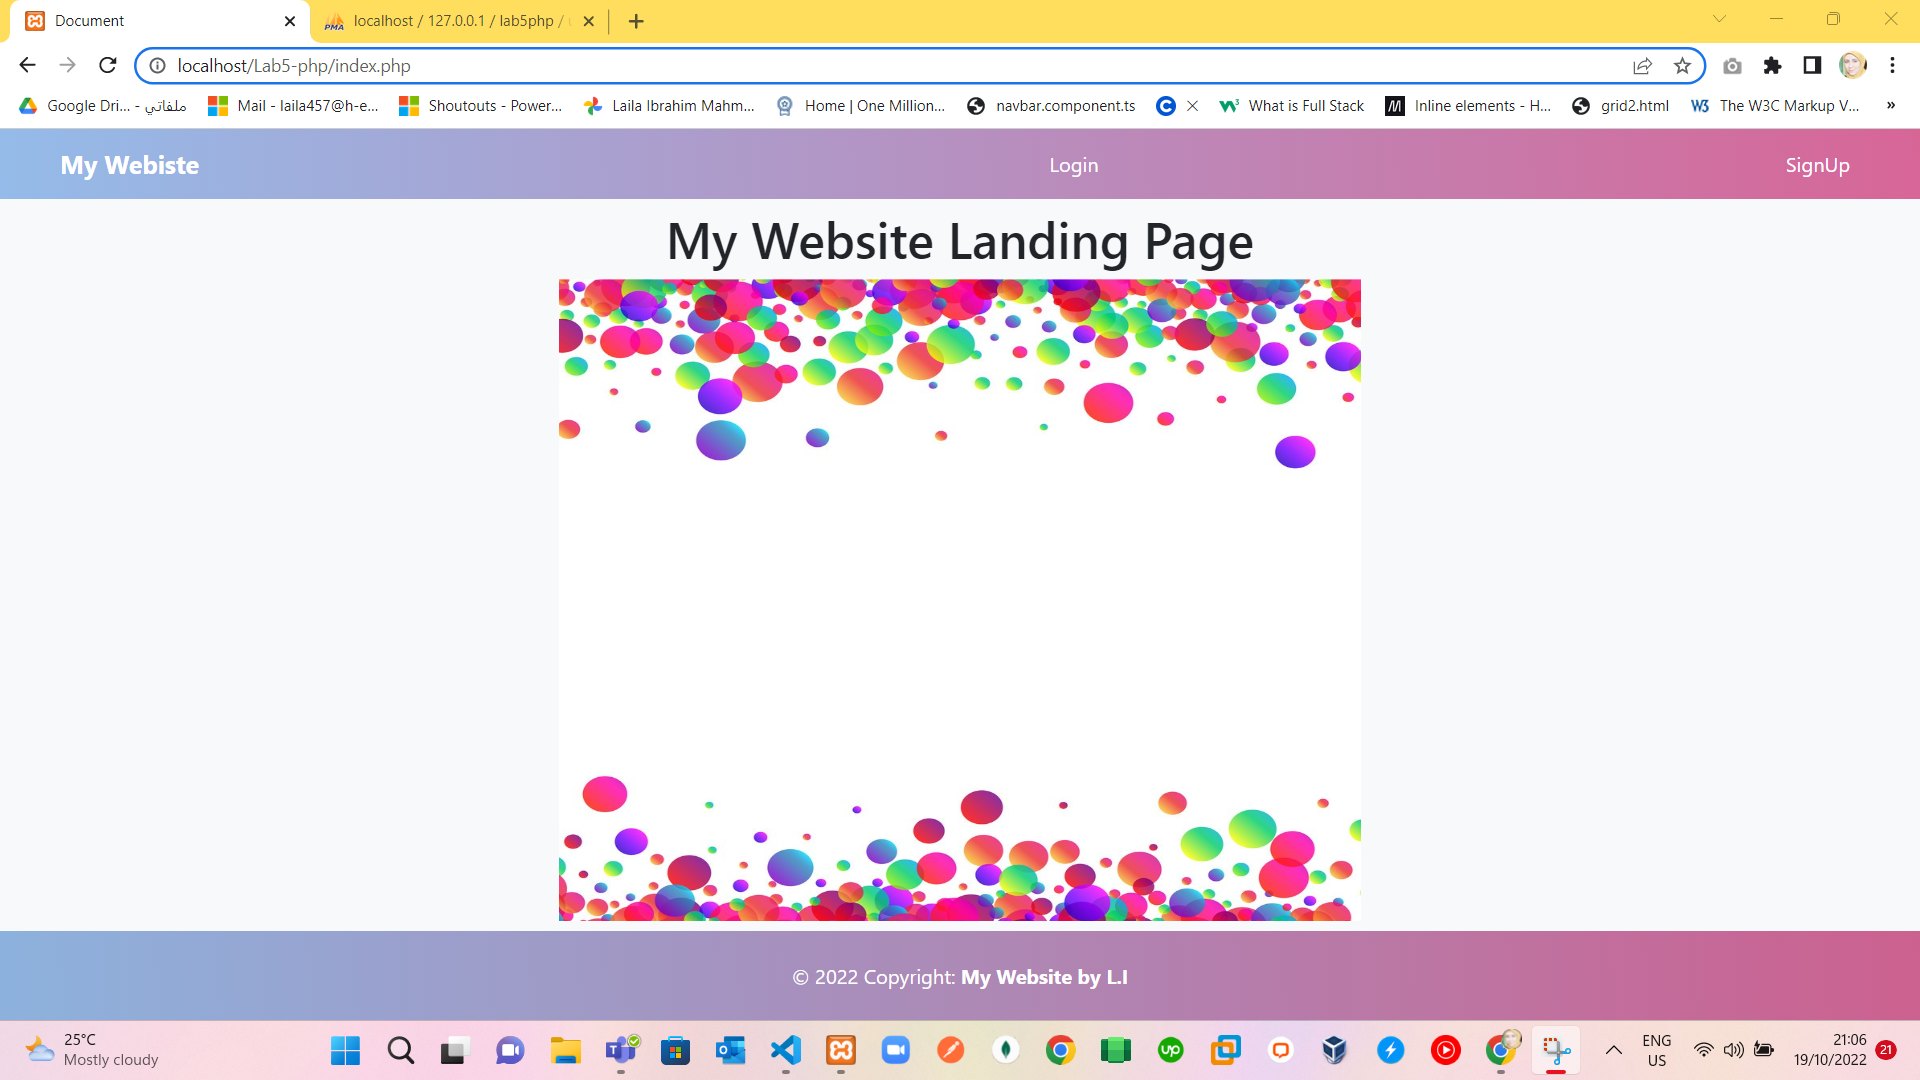 Document
localhost / 127.0.0.1 / lab5php /
localhost/Lab5-php/index.php
Google Dri... - ملفاتي
Mail - laila457@h-e...
Shoutouts - Power...
Laila Ibrahim Mahm...
Home | One Million...
navbar.component.ts
What is Full Stack
Inline elements - H...
grid2.html
The W3C Markup V...
»
My Webiste
Login
SignUp
My Website Landing Page
© 2022 Copyright: My Website by L.I
25°C
Mostly cloudy
ENG
US
21:06
19/10/2022
21